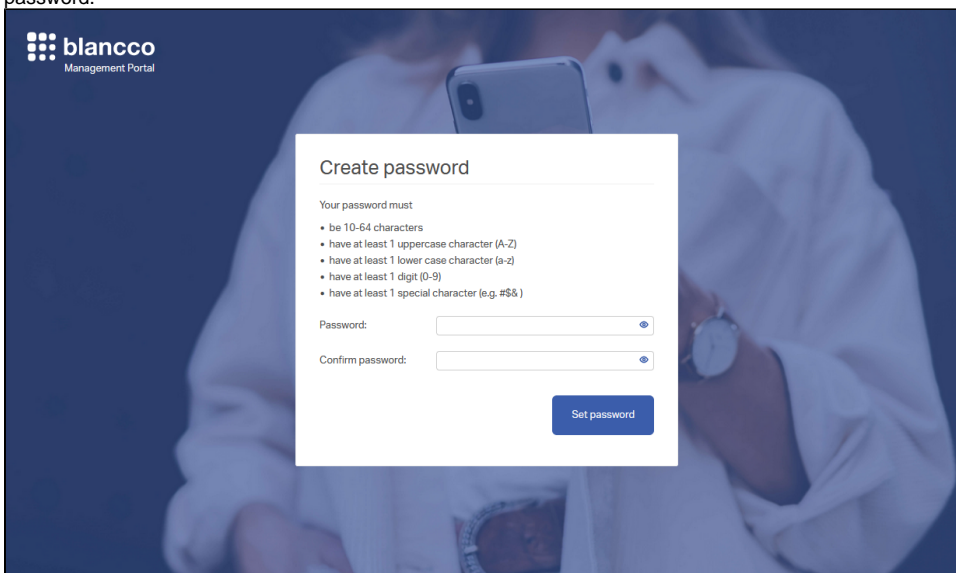 password.
blancco
Management Portal
Create password
Your password must
• be 10-64 characters
• have at least 1 uppercase character (A-Z)
• have at least 1 lower case character (a-z)
• have at least 1 digit (0-9)
• have at least 1 special character (e.g. #$& )
Password:
Confirm password:
Set password